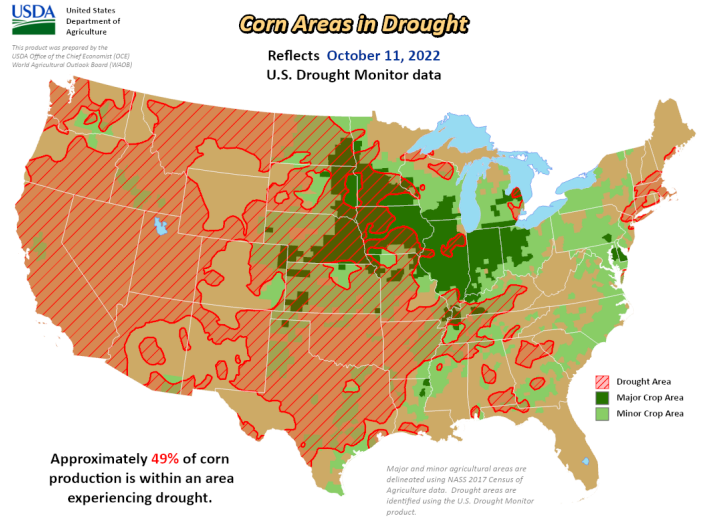 USDA
United States
Department of
Agriculture
This product was prepared by the
USDA Office of the Chief Economist (OCE)
World Agricultural Outlook Board (WAOB)
Corn Areas in Drought
Reflects October 11, 2022
U.S. Drought Monitor data
Drought Area
Major Crop Area
Minor Crop Area
Approximately 49% of corn
production is within an area
experiencing drought.
Major and minor agricultural areas are
delineated using NASS 2017 Census of
Agriculture data. Drought areas are
identified using the U.S. Drought Monitor
product.